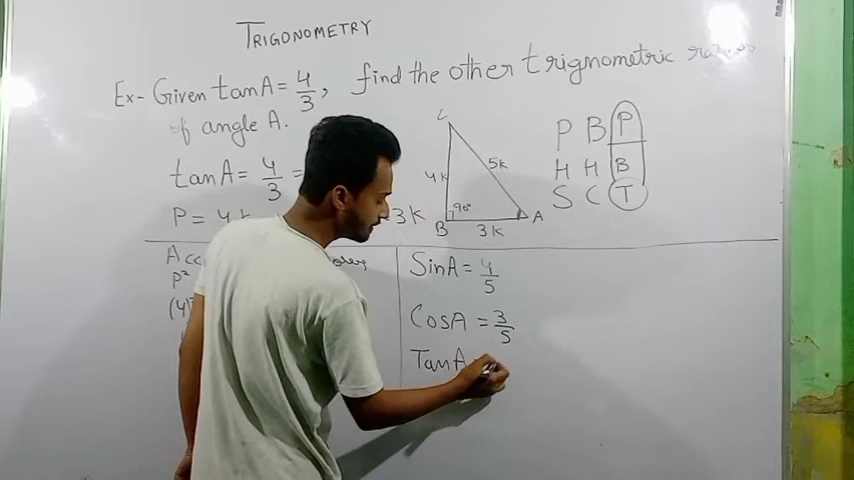 TRIGONOMETRY
Ex- Given tanA = 4/3, find the other trignometric
of angle A.
tanA = 4/3 =
P = 4k
3K
C
4K
5K
90°
B
3K
A
P B P
H H B
S C T
P²
SinA = 4/5
CosA = 3/5
TanA